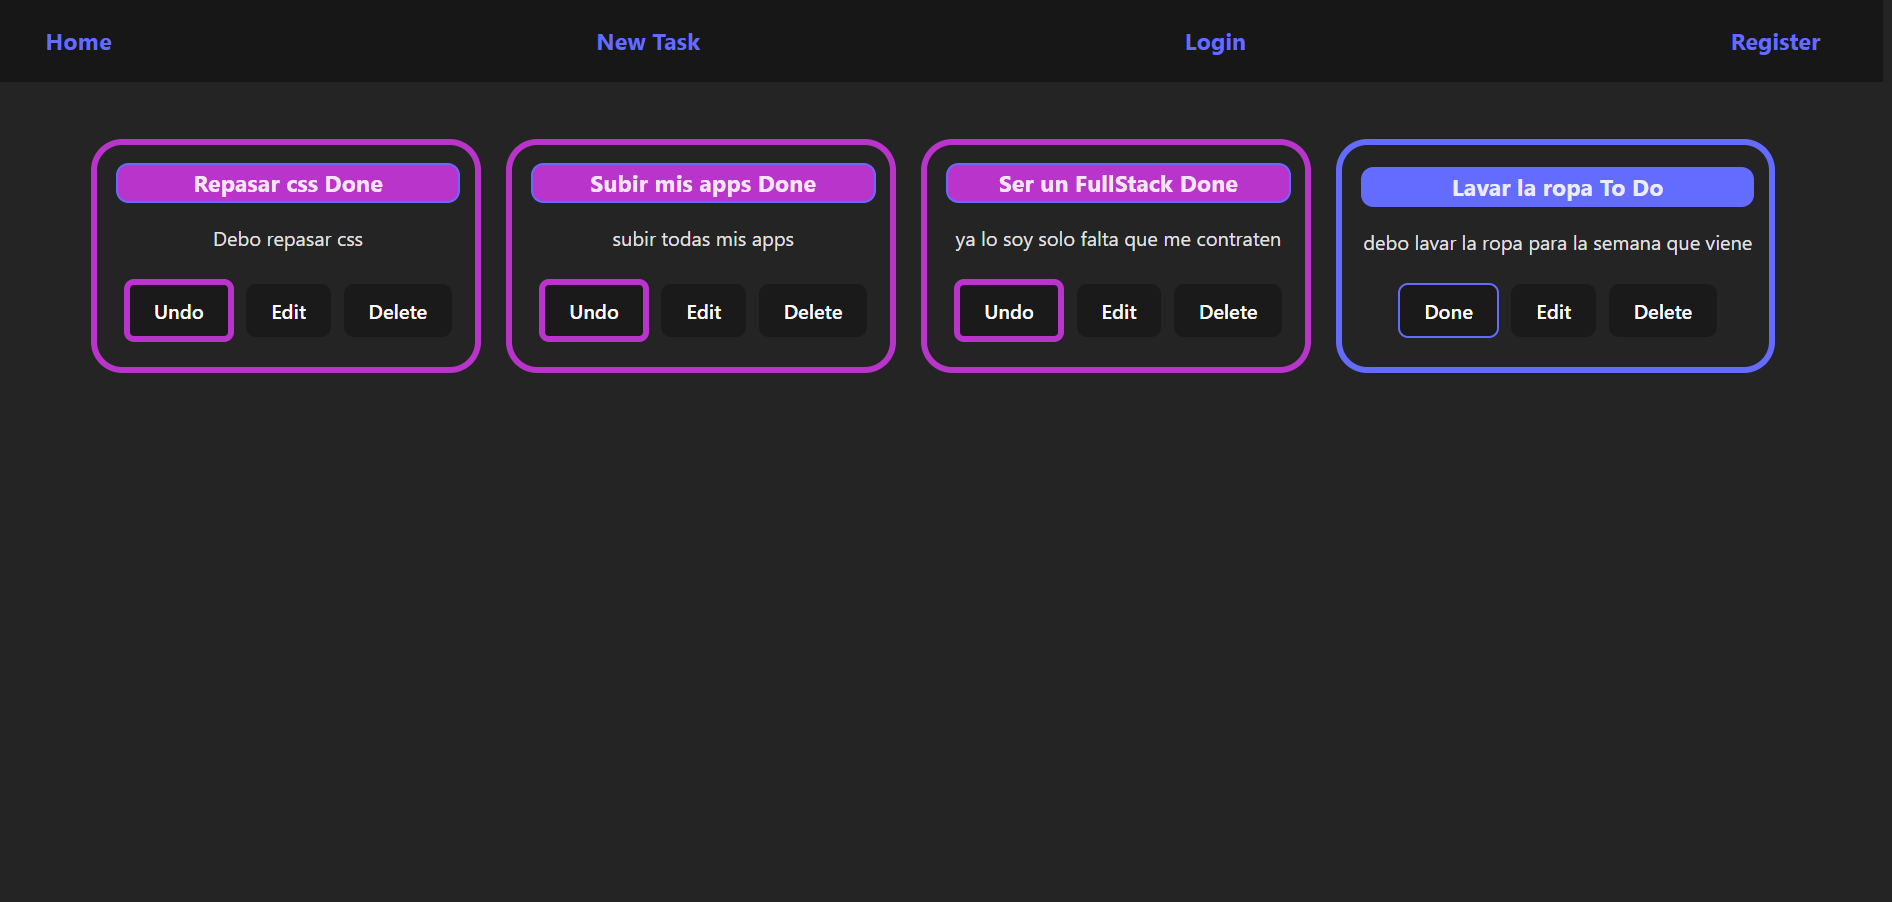 Home New Task Login Register
Repasar css Done
Debo repasar css
Undo Edit Delete
Subir mis apps Done
subir todas mis apps
Undo Edit Delete
Ser un FullStack Done
ya lo soy solo falta que me contraten
Undo Edit Delete
Lavar la ropa To Do
debo lavar la ropa para la semana que viene
Done Edit Delete